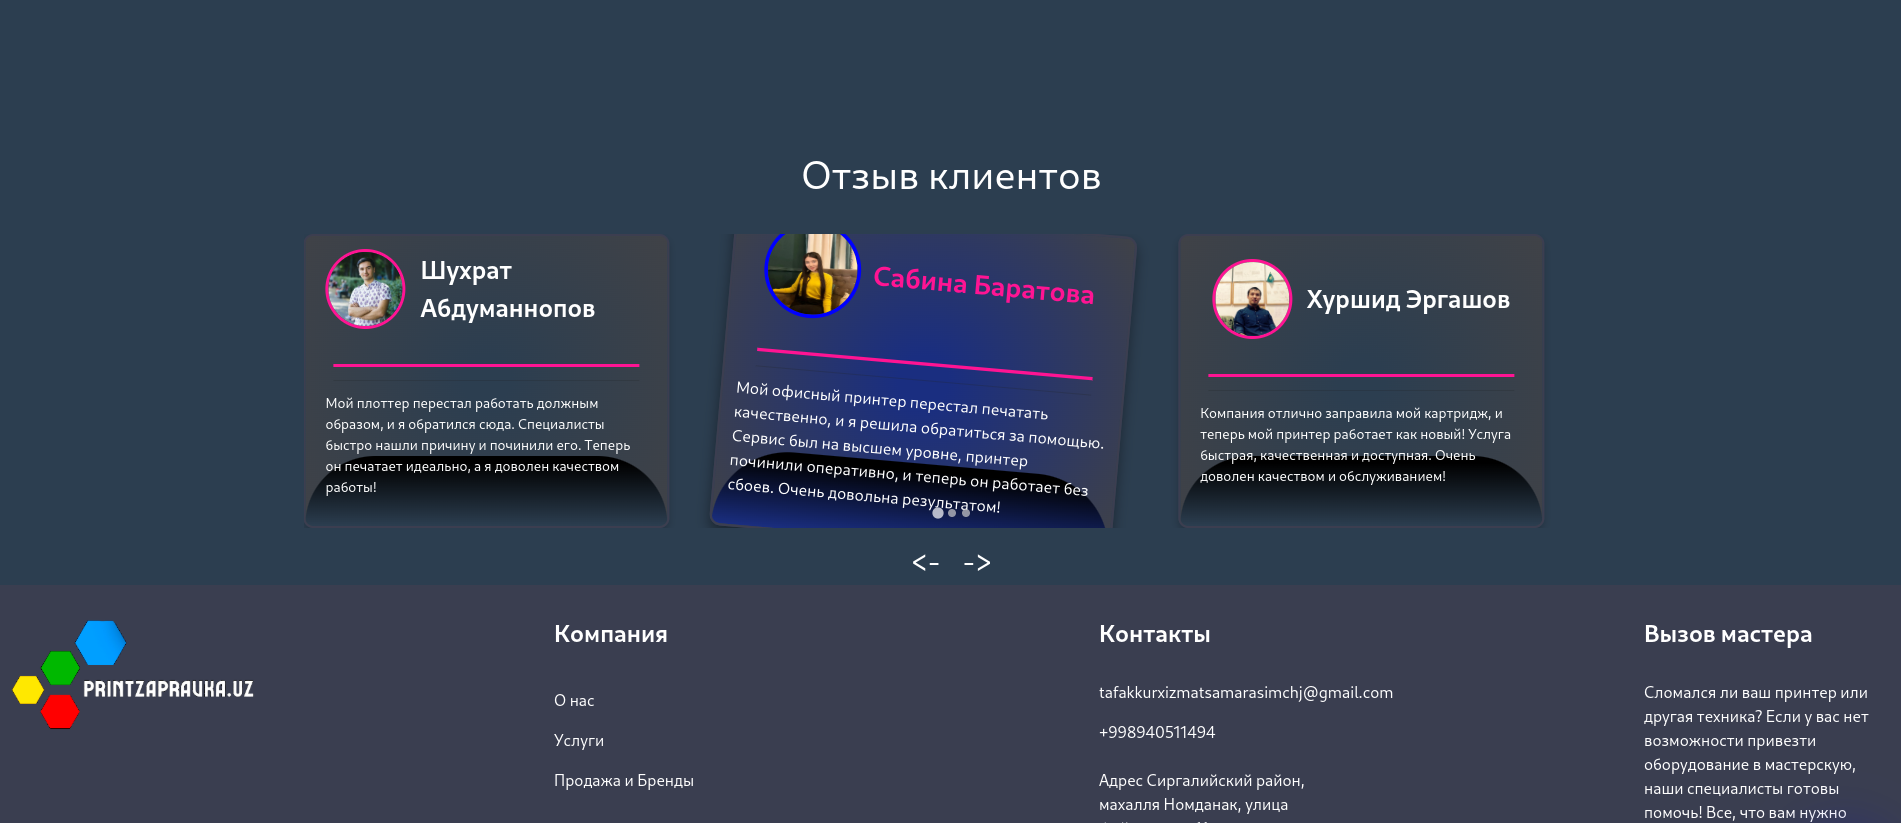 Отзыв клиентов
Шухрат
Абдуманнопов
Мой плоттер перестал работать должным
образом, и я обратился сюда. Специалисты
быстро нашли причину и починили его. Теперь
он печатает идеально, а я доволен качеством
работы!
Сабина Баратова
Мой офисный принтер перестал печатать
качественно, и я решила обратиться за помощью.
Сервис был на высшем уровне, принтер
починили оперативно, и теперь он работает без
сбоев. Очень довольна результатом!
Хуршид Эргашов
Компания отлично заправила мой картридж, и
теперь мой принтер работает как новый! Услуга
быстрая, качественная и доступная. Очень
доволен качеством и обслуживанием!
<- ->
PRINTZAPRAVKA.UZ
Компания
О нас
Услуги
Продажа и Бренды
Контакты
tafakkurxizmatsamarasimchj@gmail.com
+998940511494
Адрес Сиргалийский район,
махалля Номданак, улица
Вызов мастера
Сломался ли ваш принтер или
другая техника? Если у вас нет
возможности привезти
оборудование в мастерскую,
наши специалисты готовы
помочь! Все, что вам нужно